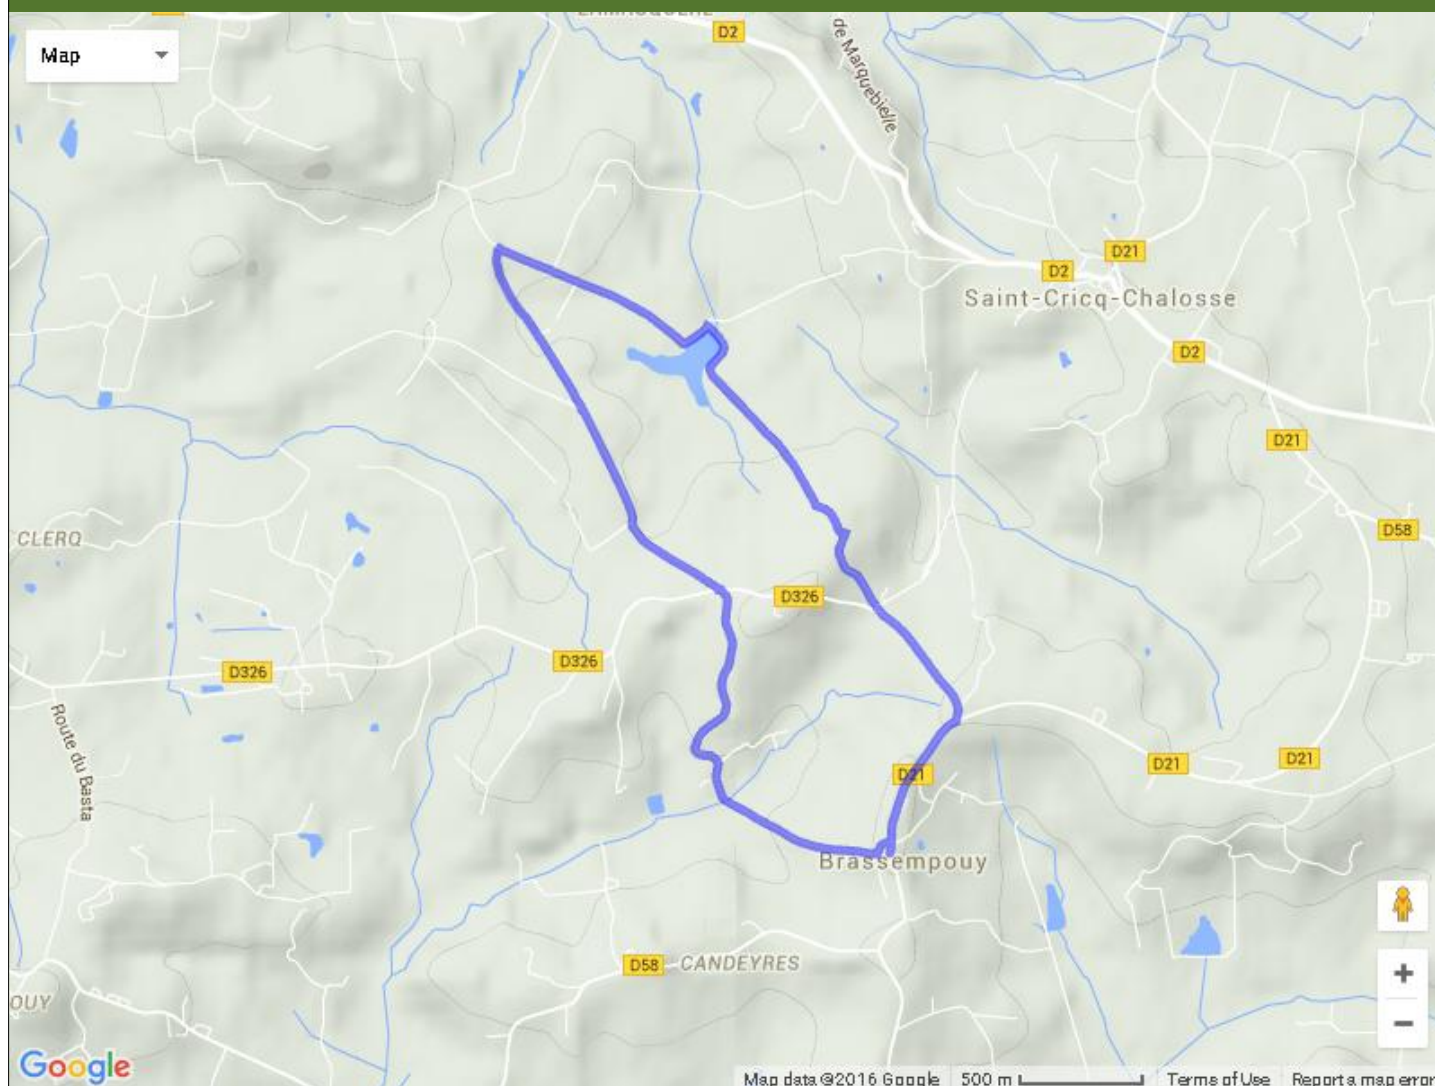 D2
Map
de Marquebielle
D21
D2
Saint-Cricq-Chalosse
D2
D21
D58
CLERQ
D326
D326
D326
Route du Basta
D21
D21
D21
Brassempouy
D58
CANDEYRES
OUY
Google
Map data ©2016 Google
500 m
Terms of Use
Report a map error